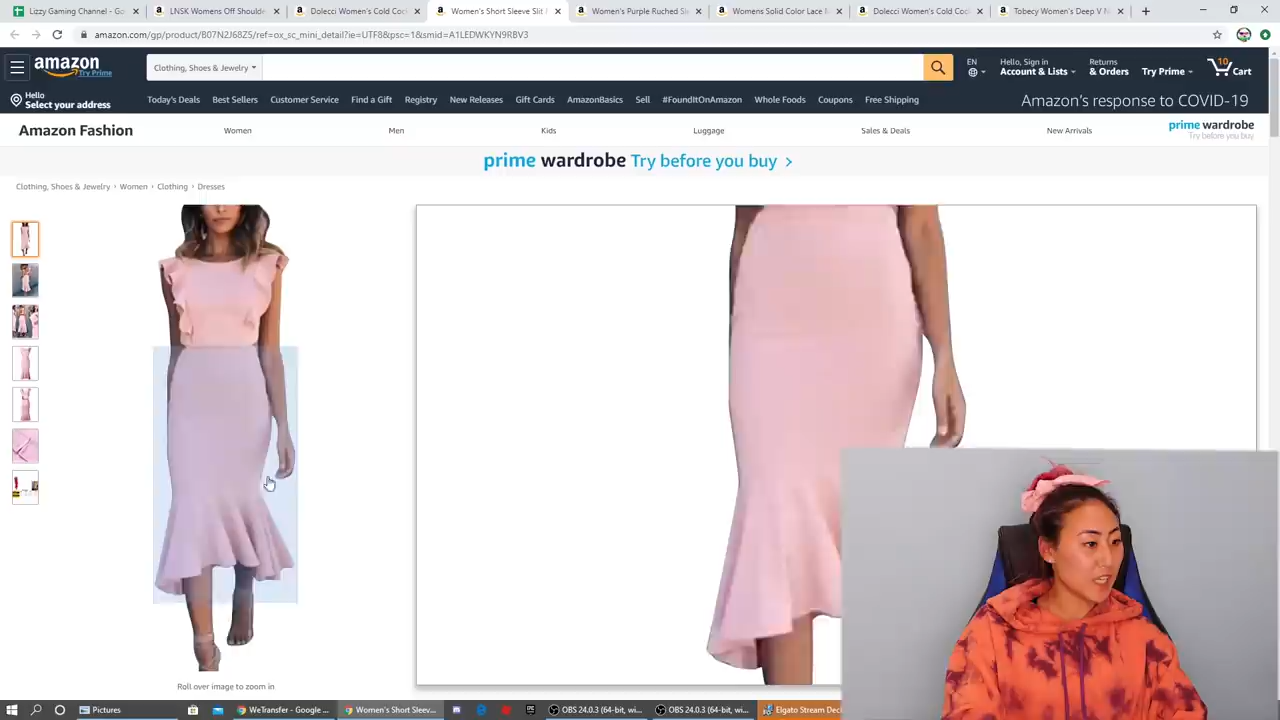 Lizy Gaming Channel - Go
LNSK Womens Off Shoulde
Dolecci Women's Cold Coc
Women's Short Sleeve Slit
Women's Purple Ruched Sle
Womens Solid Color Lace
Dolecci Women's Cold Coc
Tobecy Women's Deep V N
amazon.com/gp/product/B07N2J68ZS/ref=ox_sc_mini_detail?ie=UTF8&psc=1&smid=A1LEDWKYN9RBV3
amazon
Try Prime
Clothing, Shoes & Jewelry
EN
Hello, Sign in
Account & Lists
Returns
& Orders
Try Prime
10
Cart
Hello
Select your address
Today's Deals
Best Sellers
Customer Service
Find a Gift
Registry
New Releases
Gift Cards
AmazonBasics
Sell
#FoundItOnAmazon
Whole Foods
Coupons
Free Shipping
Amazon's response to COVID-19
Amazon Fashion
Women
Men
Kids
Luggage
Sales & Deals
New Arrivals
prime wardrobe
Try before you buy
prime wardrobe Try before you buy ›
Clothing, Shoes & Jewelry › Women › Clothing › Dresses
Roll over image to zoom in
Pictures
WeTransfer - Google ...
Women's Short Sleev...
OBS 24.0.3 (64-bit, wi...
OBS 24.0.3 (64-bit, wi...
Elgato Stream Deck